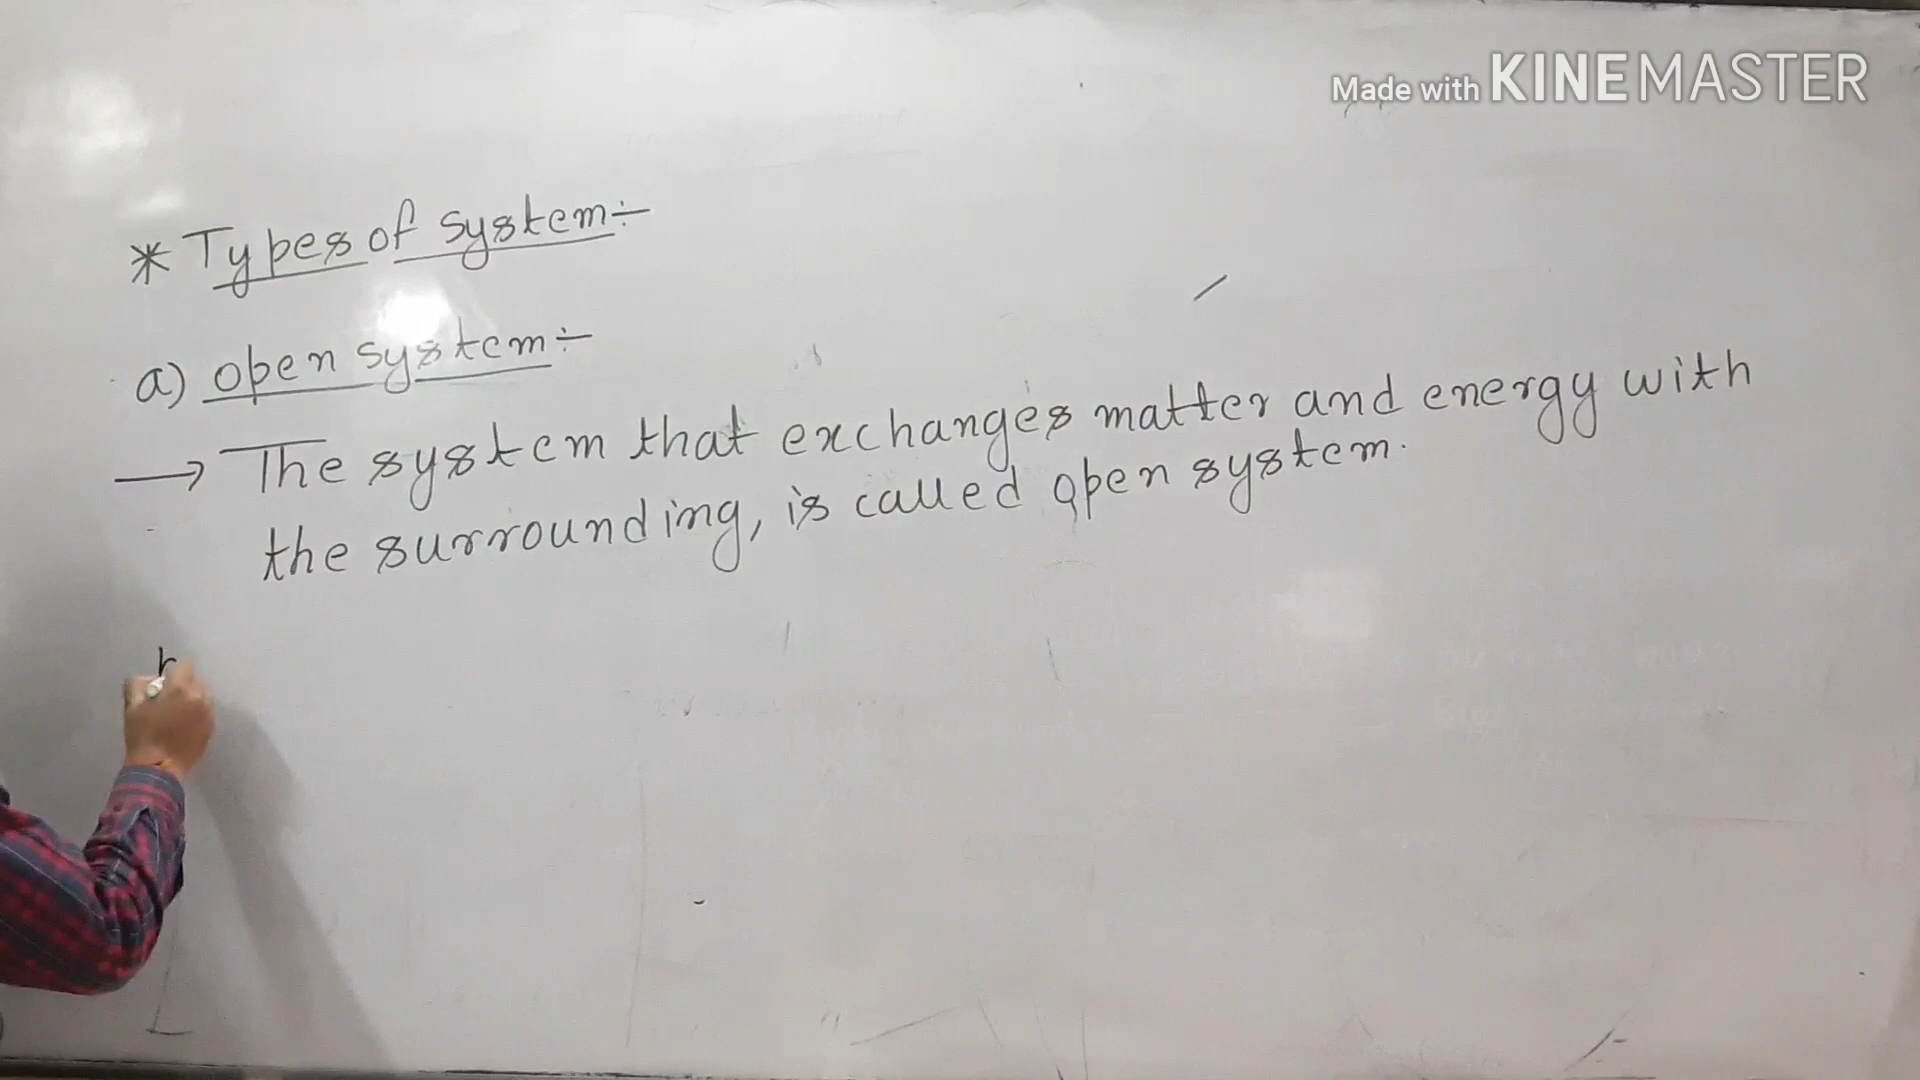 Made with KINEMASTER
* Types of system:-
a) open system:-
→ The system that exchanges matter and energy with
the surrounding, is called open system.